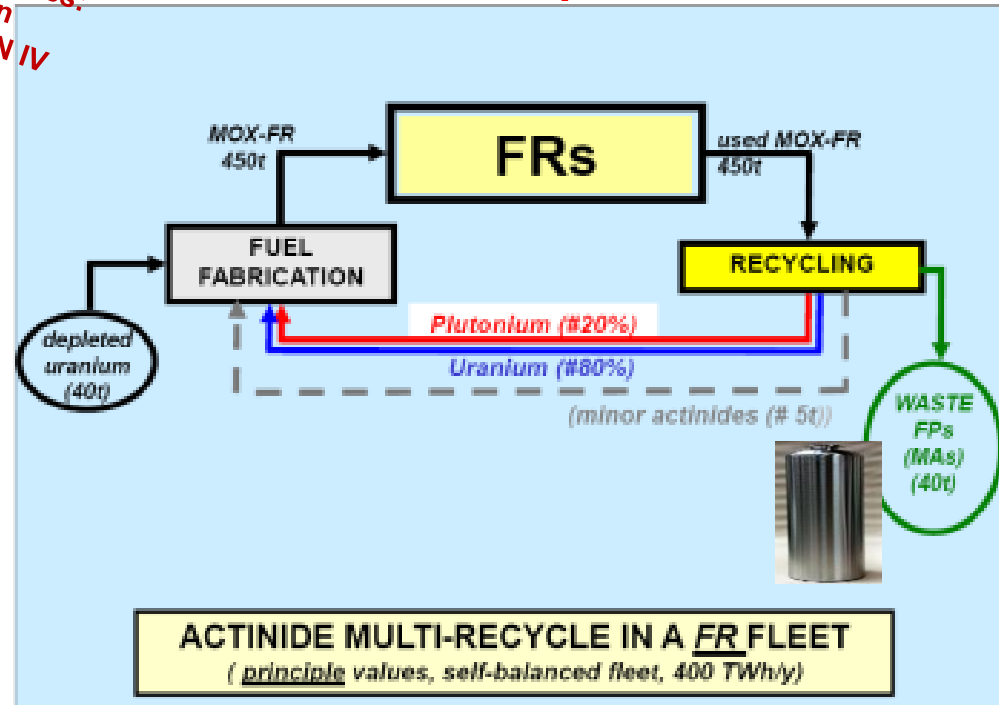 n
N IV
MOX-FR
450t
FRs
used MOX-FR
450t
FUEL
FABRICATION
RECYCLING
depleted
uranium
(40t)
Plutonium (#20%)
Uranium (#80%)
(minor actinides (# 5t))
WASTE
FPs
(MAs)
(40t)
ACTINIDE MULTI-RECYCLE IN A FR FLEET
( principle values, self-balanced fleet, 400 TWh/y)